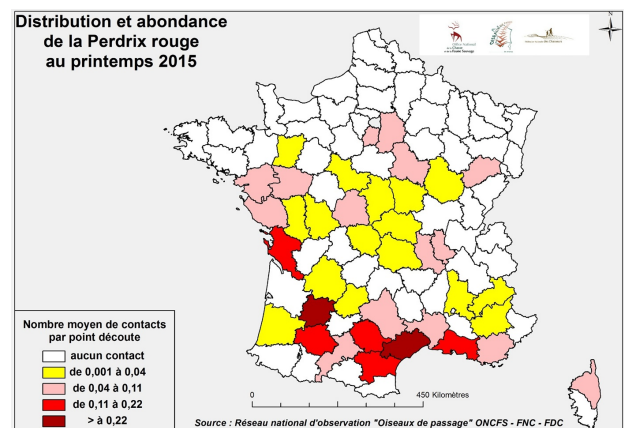 Distribution et abondance
de la Perdrix rouge
au printemps 2015
N
Nombre moyen de contacts
par point découte
aucun contact
de 0,001 à 0,04
de 0,04 à 0,11
de 0,11 à 0,22
> à 0,22
0
450 Kilomètres
Source : Réseau national d'observation "Oiseaux de passage" ONCFS - FNC - FDC